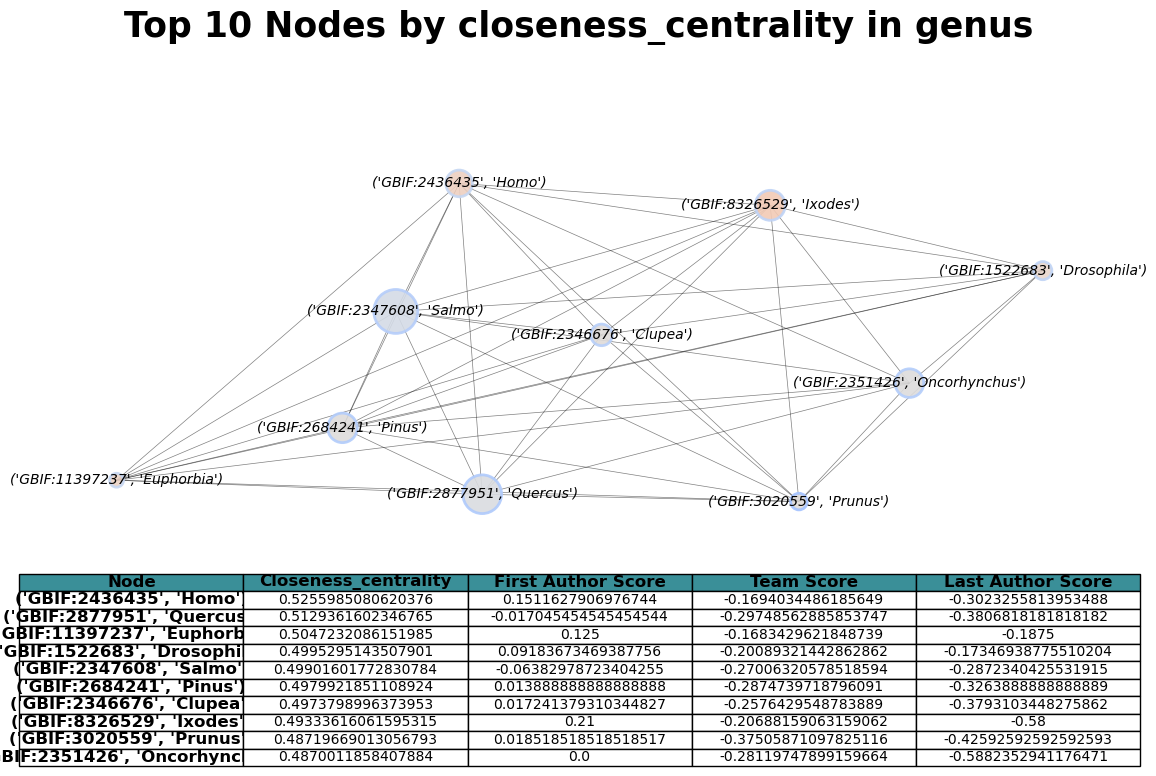 Top 10 Nodes by closeness_centrality in genus
('GBIF:2436435', 'Homo')
('GBIF:8326529', 'Ixodes')
('GBIF:1522683', 'Drosophila')
('GBIF:2347608', 'Salmo')
('GBIF:2346676', 'Clupea')
('GBIF:2351426', 'Oncorhynchus')
('GBIF:2684241', 'Pinus')
('GBIF:11397237', 'Euphorbia')
('GBIF:2877951', 'Quercus')
('GBIF:3020559', 'Prunus')
Node Closeness_centrality First Author Score Team Score Last Author Score
('GBIF:2436435', 'Homo') 0.5255985080620376 0.1511627906976744 -0.1694034486185649 -0.3023255813953488
('GBIF:2877951', 'Quercus 0.5129361602346765 -0.017045454545454544 -0.29748562885853747 -0.3806818181818182
GBIF:11397237', 'Euphorb 0.5047232086151985 0.125 -0.1683429621848739 -0.1875
'GBIF:1522683', 'Drosophil 0.4995295143507901 0.09183673469387756 -0.20089321442862862 -0.17346938775510204
('GBIF:2347608', 'Salmo') 0.49901601772830784 -0.06382978723404255 -0.27006320578518594 -0.2872340425531915
('GBIF:2684241', 'Pinus') 0.4979921851108924 0.013888888888888888 -0.2874739718796091 -0.3263888888888889
('GBIF:2346676', 'Clupea' 0.4973798996373953 0.017241379310344827 -0.2576429548783889 -0.3793103448275862
('GBIF:8326529', 'Ixodes' 0.49333616061595315 0.21 -0.20688159063159062 -0.58
('GBIF:3020559', 'Prunus' 0.48719669013056793 0.018518518518518517 -0.37505871097825116 -0.42592592592592593
GBIF:2351426', 'Oncorhync 0.4870011858407884 0.0 -0.28119747899159664 -0.5882352941176471